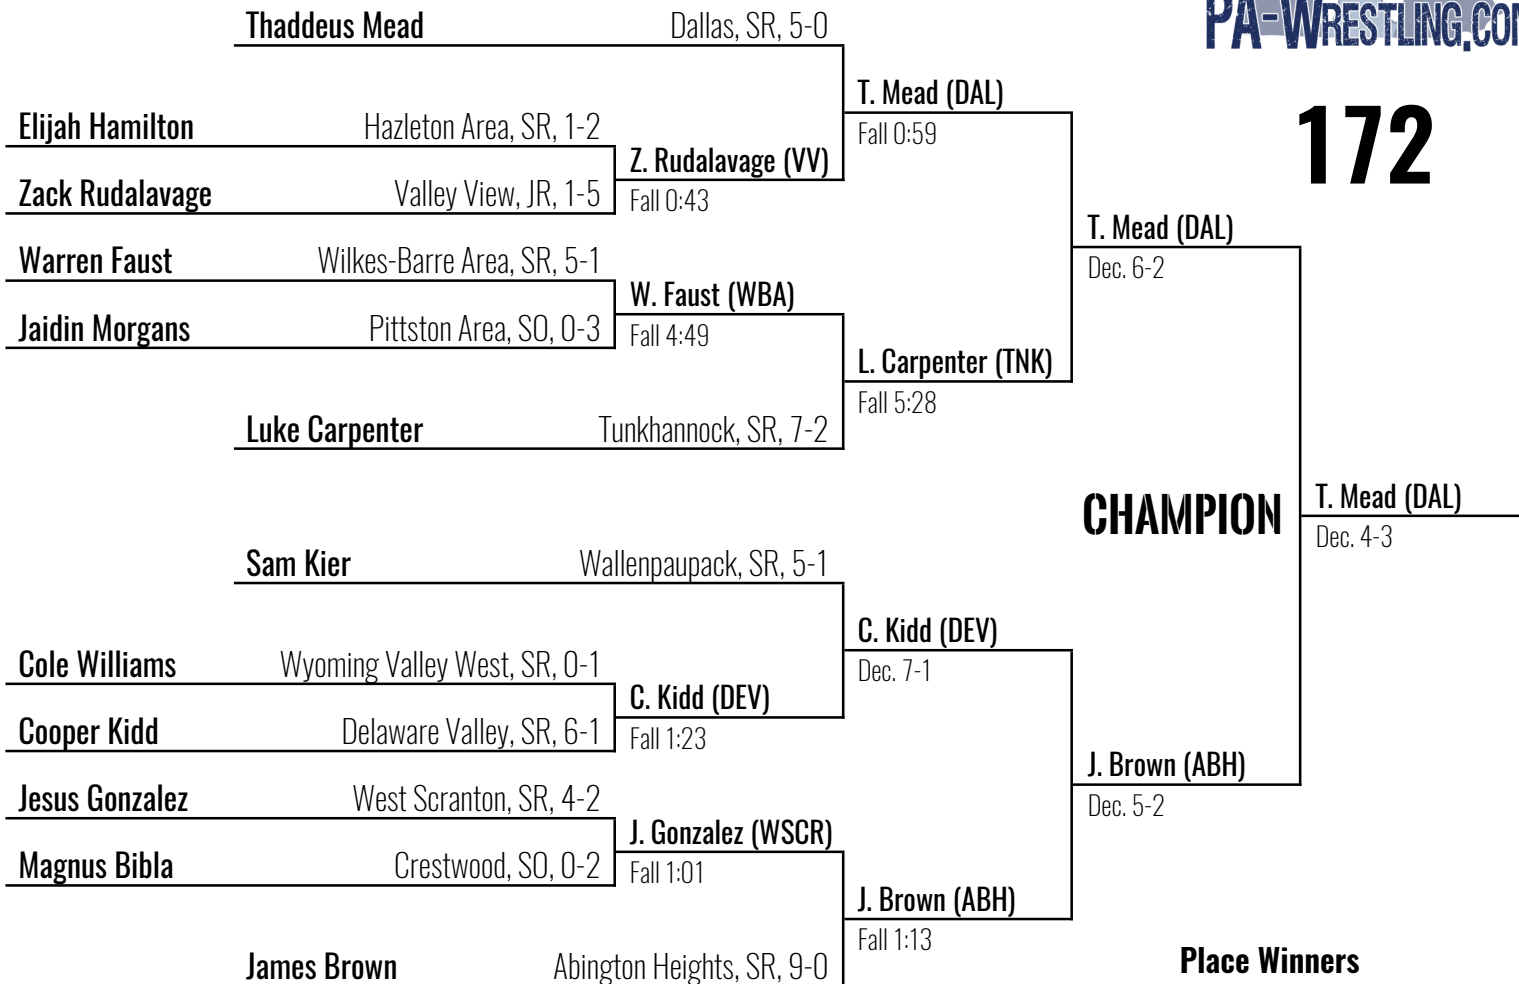 PA-WRESTLING.COM
Thaddeus Mead Dallas, SR, 5-0
T. Mead (DAL)
172
Elijah Hamilton Hazleton Area, SR, 1-2
Fall 0:59
Z. Rudalavage (VV)
Zack Rudalavage Valley View, JR, 1-5
Fall 0:43
T. Mead (DAL)
Warren Faust Wilkes-Barre Area, SR, 5-1
Dec. 6-2
W. Faust (WBA)
Jaidin Morgans Pittston Area, SO, 0-3
Fall 4:49
L. Carpenter (TNK)
Fall 5:28
Luke Carpenter Tunkhannock, SR, 7-2
CHAMPION
T. Mead (DAL)
Dec. 4-3
Sam Kier Wallenpaupack, SR, 5-1
C. Kidd (DEV)
Cole Williams Wyoming Valley West, SR, 0-1
Dec. 7-1
C. Kidd (DEV)
Cooper Kidd Delaware Valley, SR, 6-1
Fall 1:23
J. Brown (ABH)
Jesus Gonzalez West Scranton, SR, 4-2
Dec. 5-2
J. Gonzalez (WSCR)
Magnus Bibla Crestwood, SO, 0-2
Fall 1:01
J. Brown (ABH)
Fall 1:13
James Brown Abington Heights, SR, 9-0
Place Winners